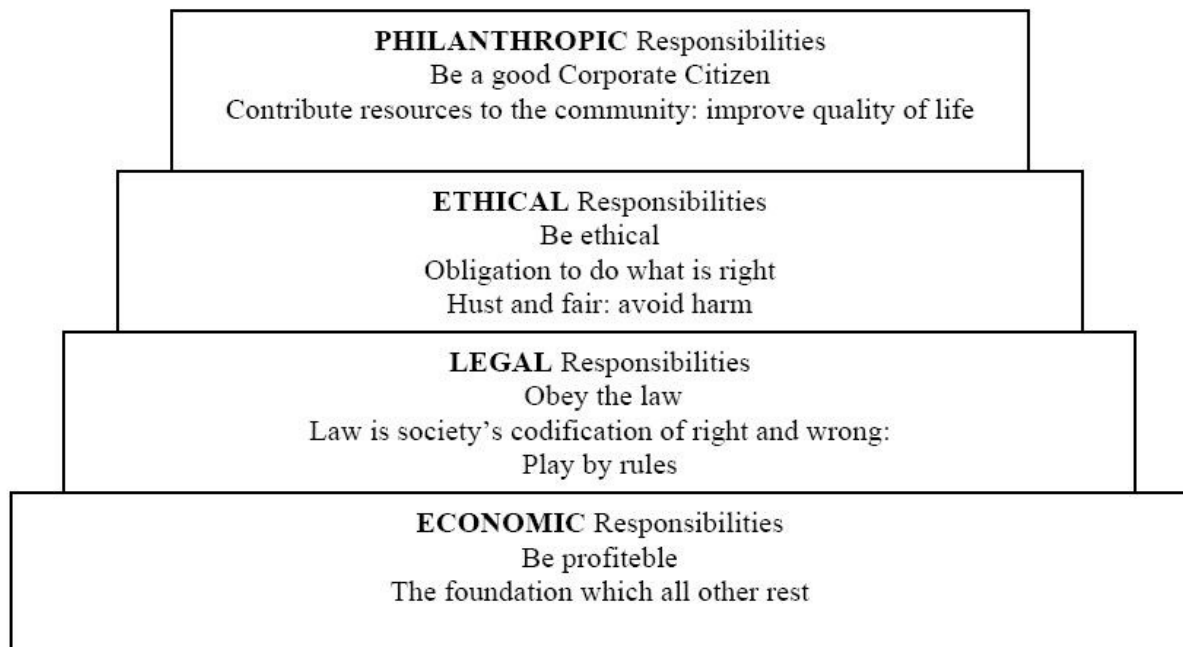 PHILANTHROPIC Responsibilities
Be a good Corporate Citizen
Contribute resources to the community: improve quality of life
ETHICAL Responsibilities
Be ethical
Obligation to do what is right
Hust and fair: avoid harm
LEGAL Responsibilities
Obey the law
Law is society’s codification of right and wrong:
Play by rules
ECONOMIC Responsibilities
Be profiteble
The foundation which all other rest